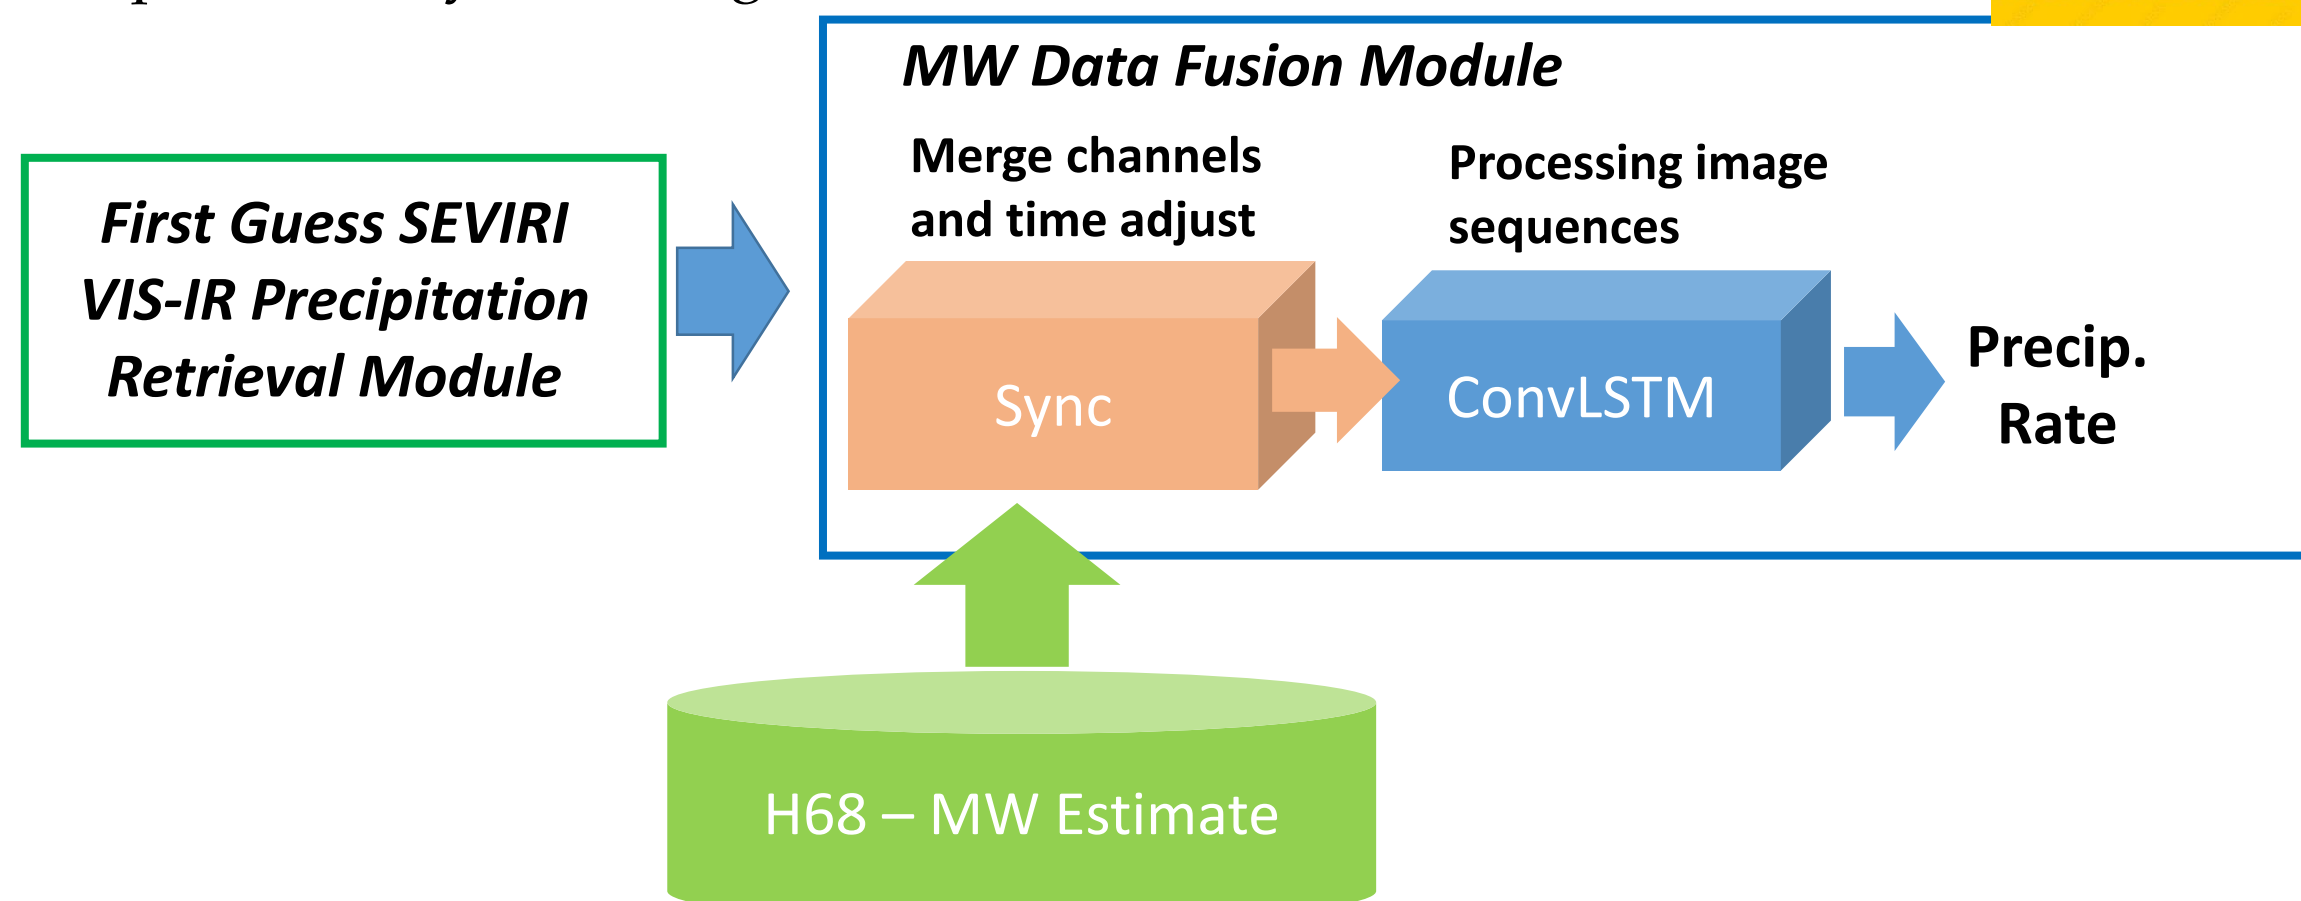 MW Data Fusion Module
First Guess SEVIRI
VIS-IR Precipitation
Retrieval Module
Merge channels
and time adjust
Processing image
sequences
Sync
ConvLSTM
Precip.
Rate
H68 – MW Estimate